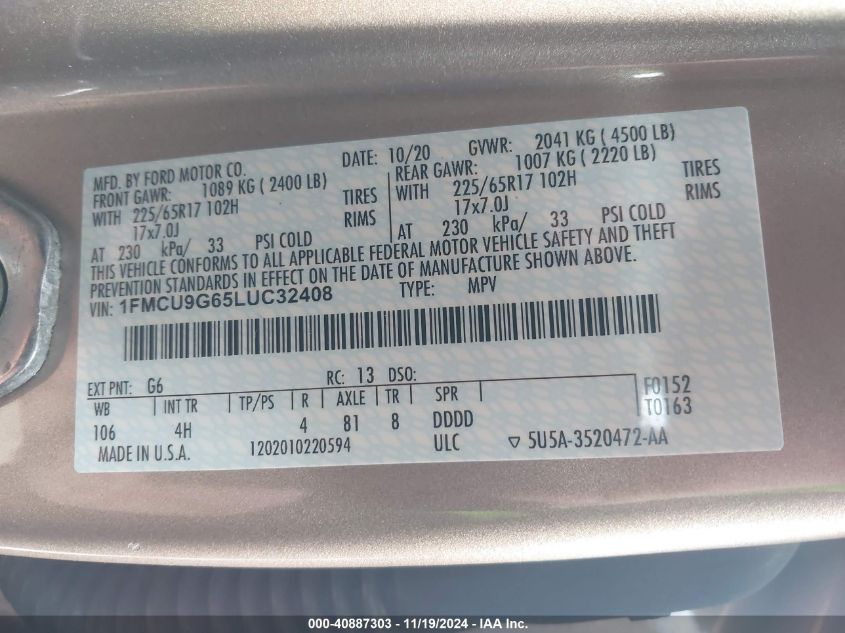 MFD. BY FORD MOTOR CO. DATE: 10/20 GVWR: 2041 KG ( 4500 LB)
FRONT GAWR: 1089 KG ( 2400 LB) REAR GAWR: 1007 KG ( 2220 LB)
WITH 225/65R17 102H TIRES WITH 225/65R17 102H TIRES
17x7.0J RIMS 17x7.0J RIMS
AT 230 kPa/ 33 PSI COLD AT 230 kPa/ 33 PSI COLD
THIS VEHICLE CONFORMS TO ALL APPLICABLE FEDERAL MOTOR VEHICLE SAFETY AND THEFT
PREVENTION STANDARDS IN EFFECT ON THE DATE OF MANUFACTURE SHOWN ABOVE.
VIN: 1FMCU9G65LUC32408 TYPE: MPV
EXT PNT: G6 RC: 13 DSO:
WB INT TR TP/PS R AXLE TR SPR F0152
106 4H 4 81 8 DDDD T0163
MADE IN U.S.A. 1202010220594 ULC ▽ 5U5A-3520472-AA
000-40887303 - 11/19/2024 - IAA Inc.